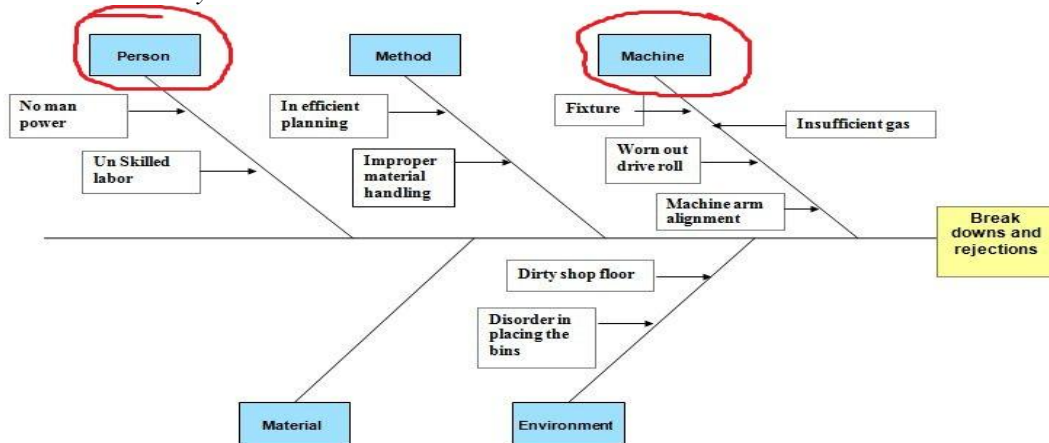 Person
Method
Machine
No man
power
In efficient
planning
Fixture
Insufficient gas
Un Skilled
labor
Improper
material
handling
Worn out
drive roll
Machine arm
alignment
Break
downs and
rejections
Dirty shop floor
Disorder in
placing the
bins
Material
Environment